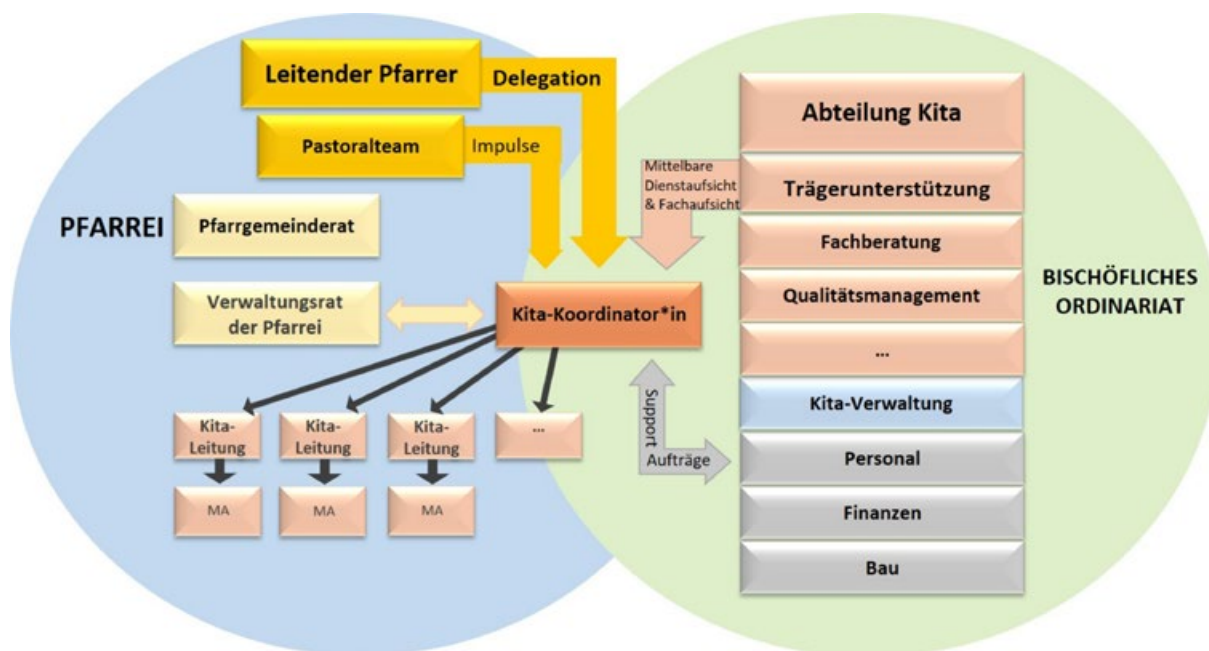 Leitender Pfarrer
Delegation
Pastoralteam
Impulse
PFARREI
Pfarrgemeinderat
Verwaltungsrat
der Pfarrei
Kita-Koordinator*in
Kita-
Leitung
Kita-
Leitung
Kita-
Leitung
...
MA
MA
MA
Mittelbare
Dienstaufsicht
& Fachaufsicht
Support
Aufträge
Abteilung Kita
Trägerunterstützung
Fachberatung
Qualitätsmanagement
...
Kita-Verwaltung
Personal
Finanzen
Bau
BISCHÖFLICHES
ORDINARIAT